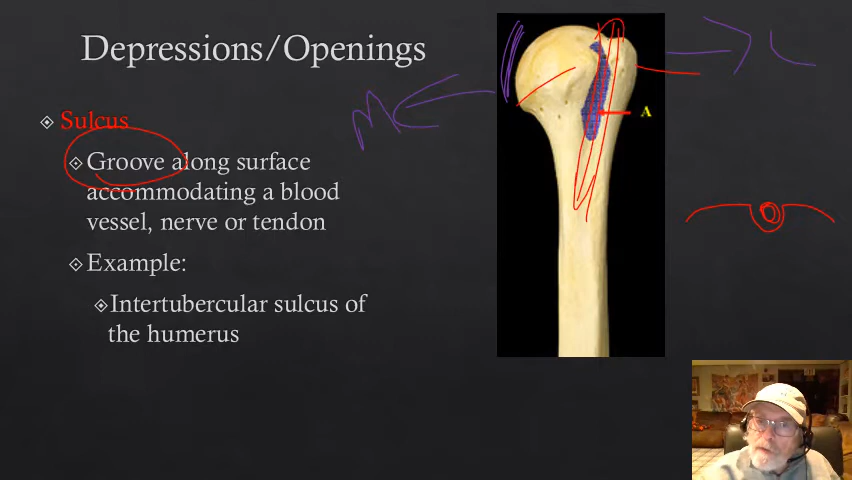 Depressions/Openings
Sulcus
Groove along surface
accommodating a blood
vessel, nerve or tendon
Example:
Intertubercular sulcus of
the humerus
M
L
A